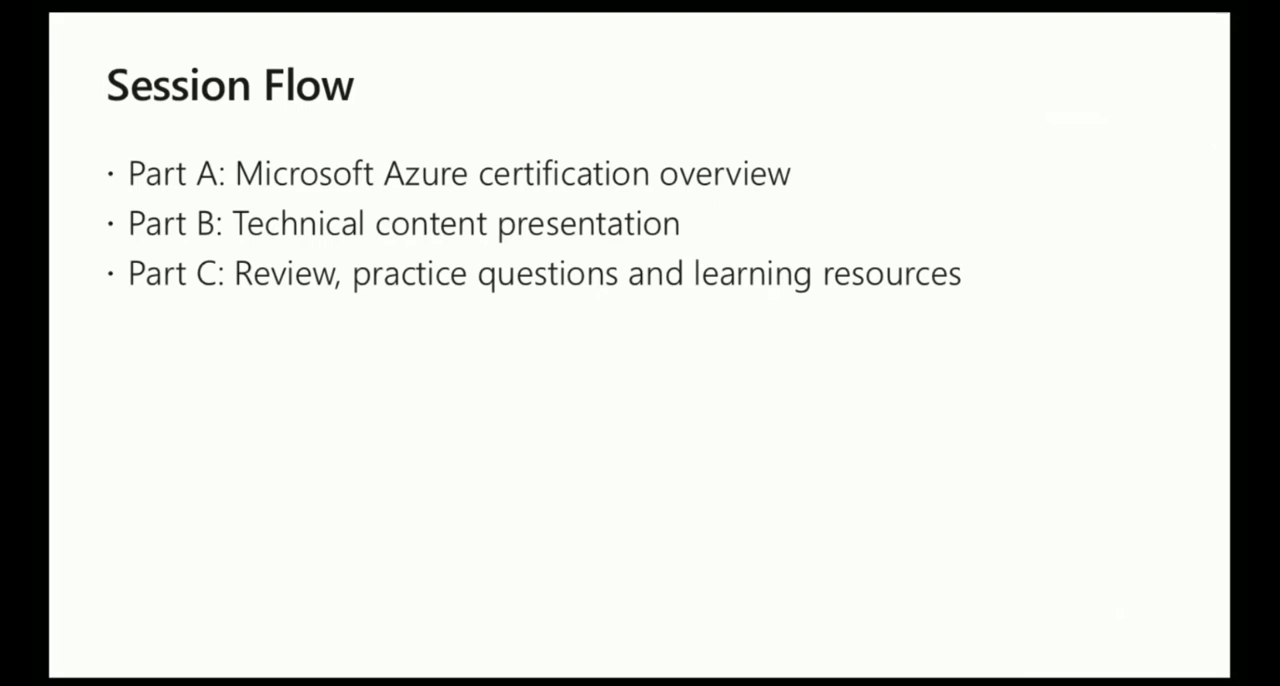 Session Flow
· Part A: Microsoft Azure certification overview
· Part B: Technical content presentation
· Part C: Review, practice questions and learning resources